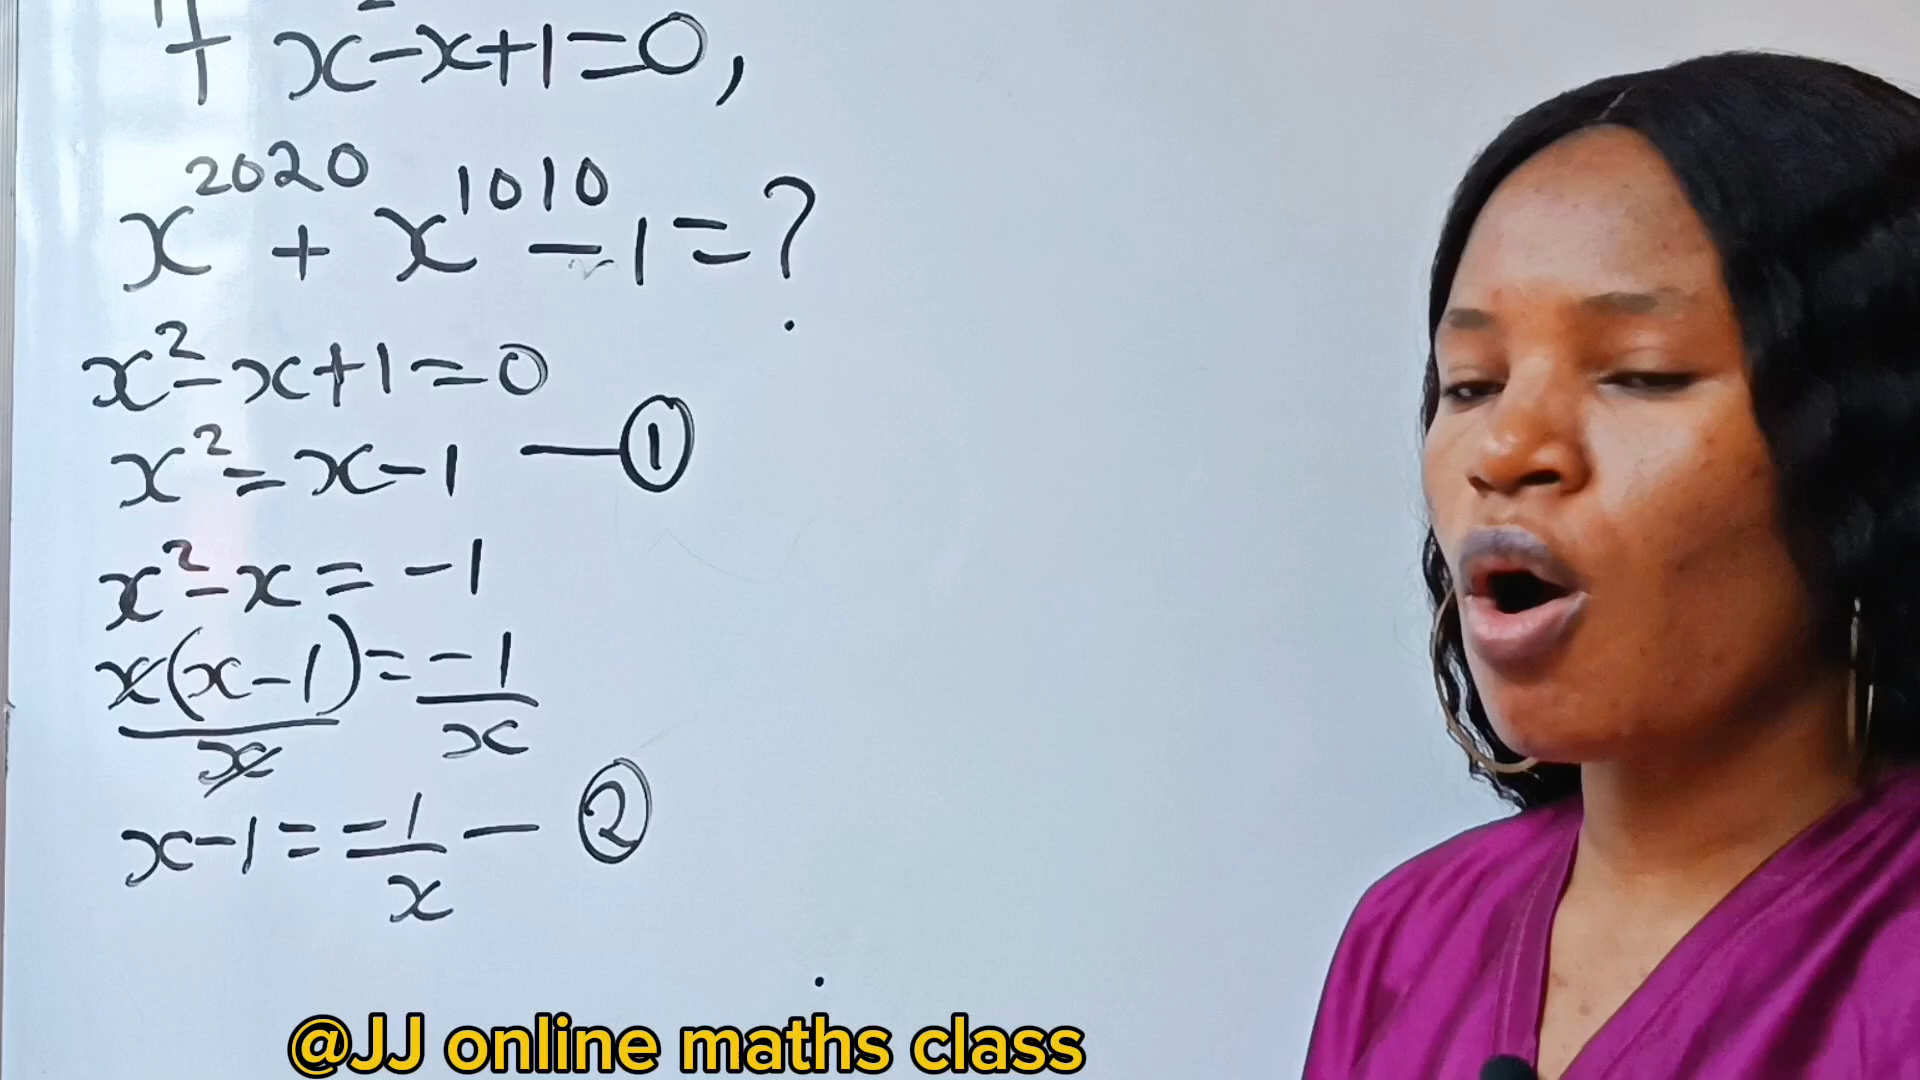 If x²-x+1=0,
x²⁰²⁰ + x¹⁰¹⁰ - 1 = ?
x²-x+1=0
x²=x-1 — ①
x²-x=-1
x(x-1)/x = -1/x
x-1 = -1/x — ②
@JJ online maths class